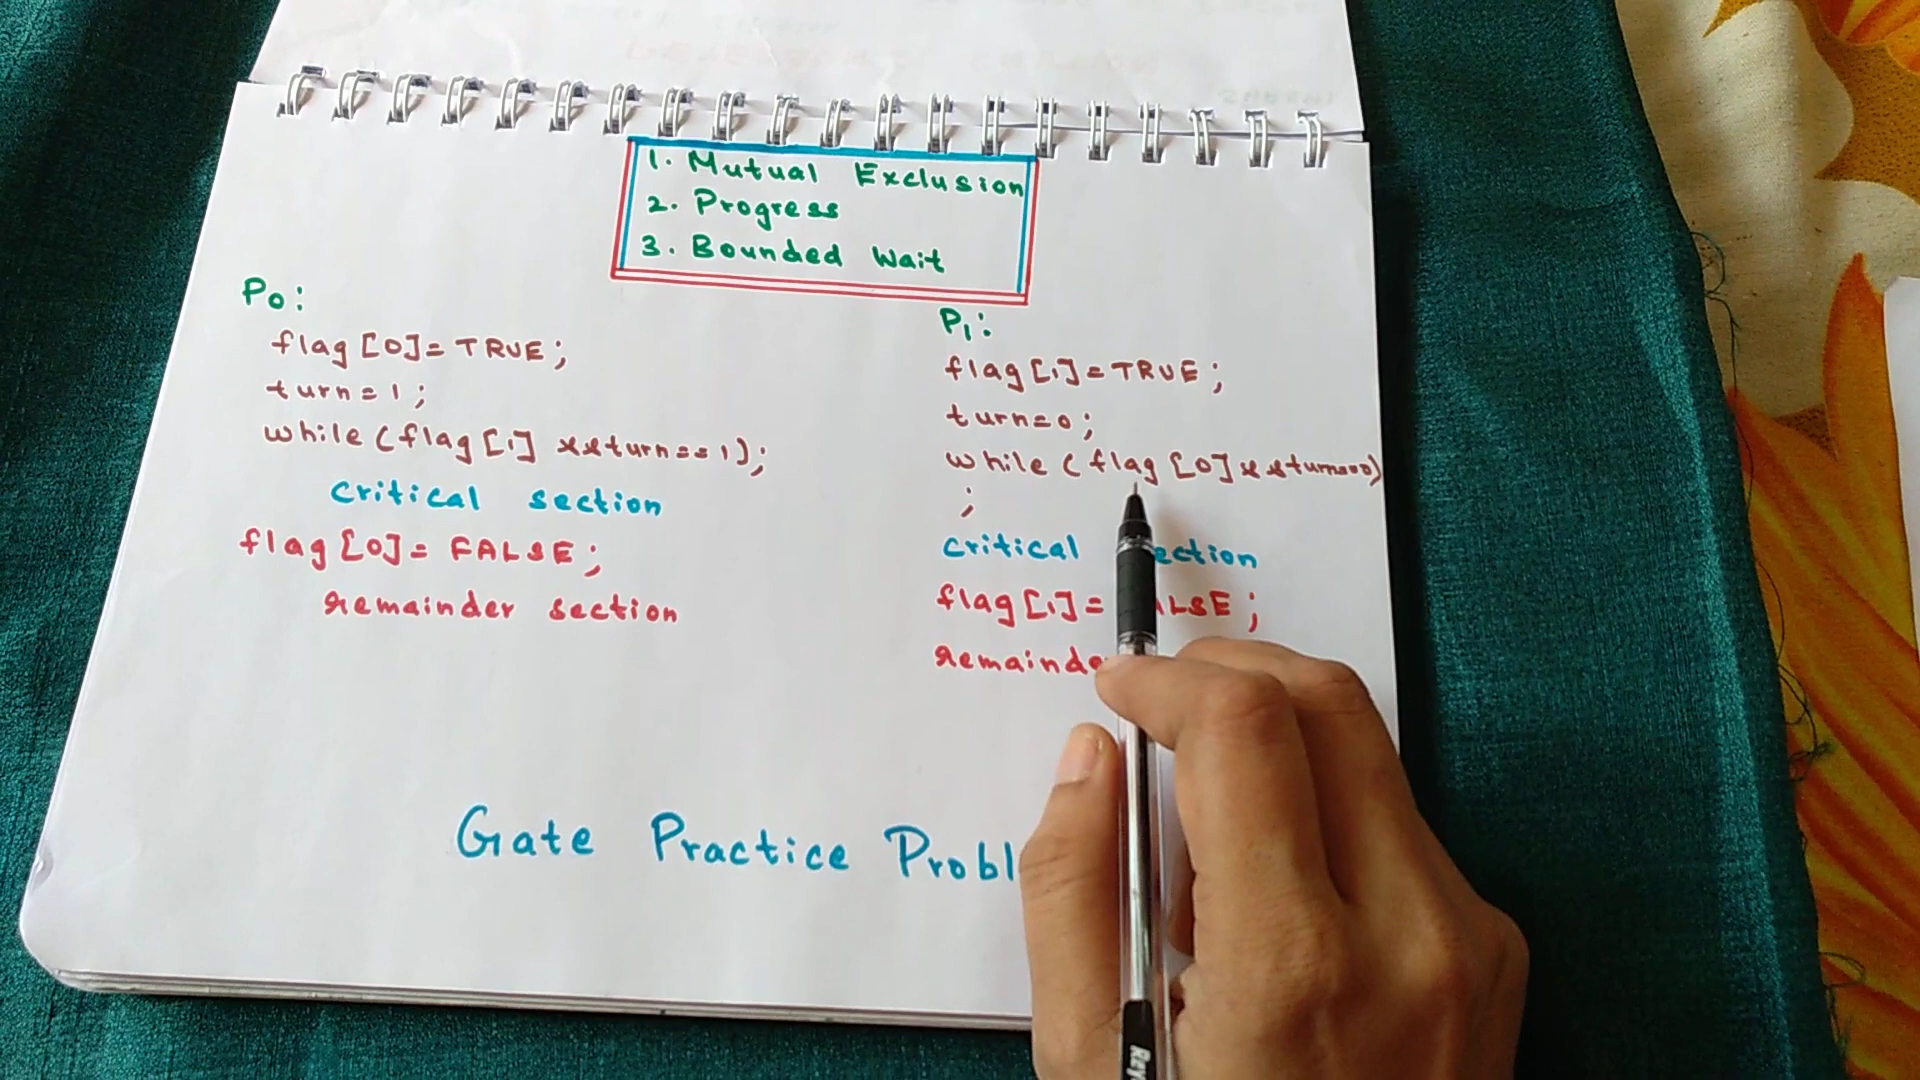 1. Mutual Exclusion
2. Progress
3. Bounded Wait
P0:
flag [0]= TRUE;
turn=1;
while (flag [1] &&turn==1);
critical section
flag [0]= FALSE;
remainder section
P1:
flag [1]=TRUE;
turn=0;
while (flag [0]&&turn==0)
;
critical
flag [1]=
Gate Practice